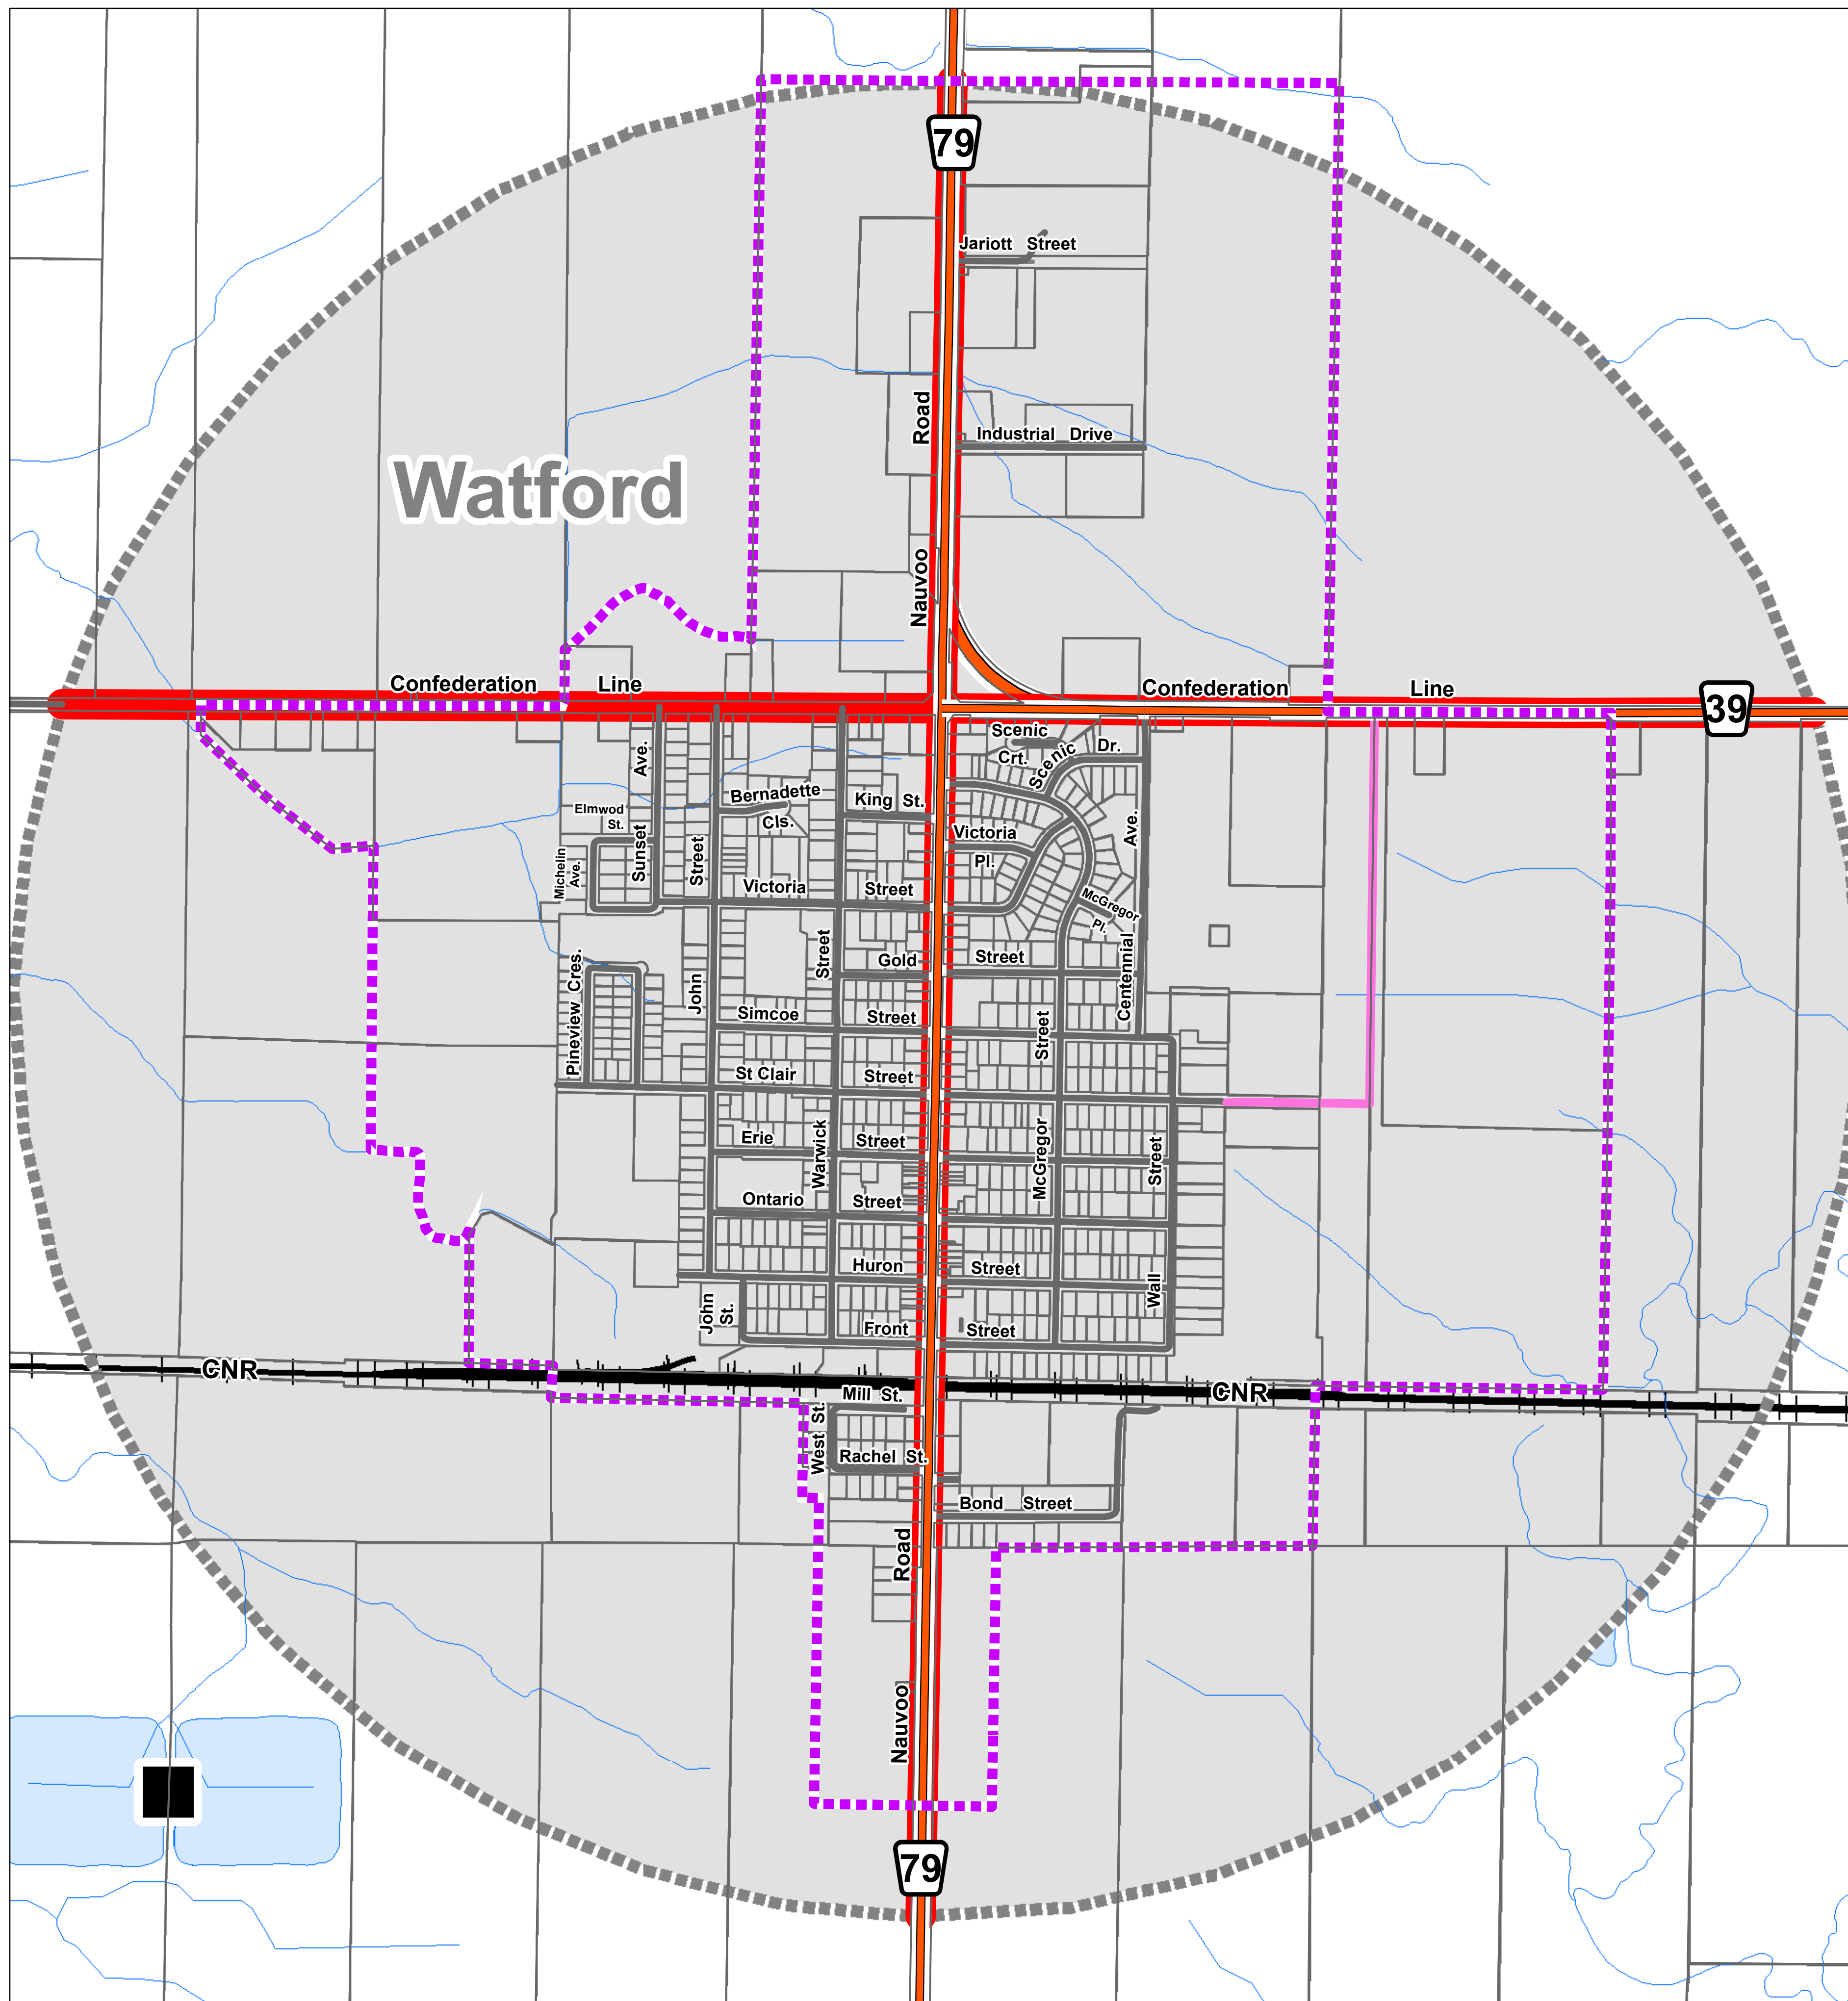 79
Jariott Street
Road
Industrial Drive
Watford
Nauvoo
Confederation Line
Confederation Line
39
Scenic
Crt.
Scenic Dr.
Ave.
Bernadette
Cls.
King St.
Elmwod
St.
Victoria
Pl.
Ave.
Sunset
Street
Michelin
Ave.
Victoria Street
McGregor
Pl.
Street
Gold Street
Centennial
Pineview Cres.
John
Simcoe Street
Street
St Clair Street
Erie Street
Warwick
McGregor
Street
Ontario Street
Huron Street
Wall
John
St.
Front Street
CNR
CNR
Mill St.
West St.
Rachel St.
Bond Street
Road
Nauvoo
79